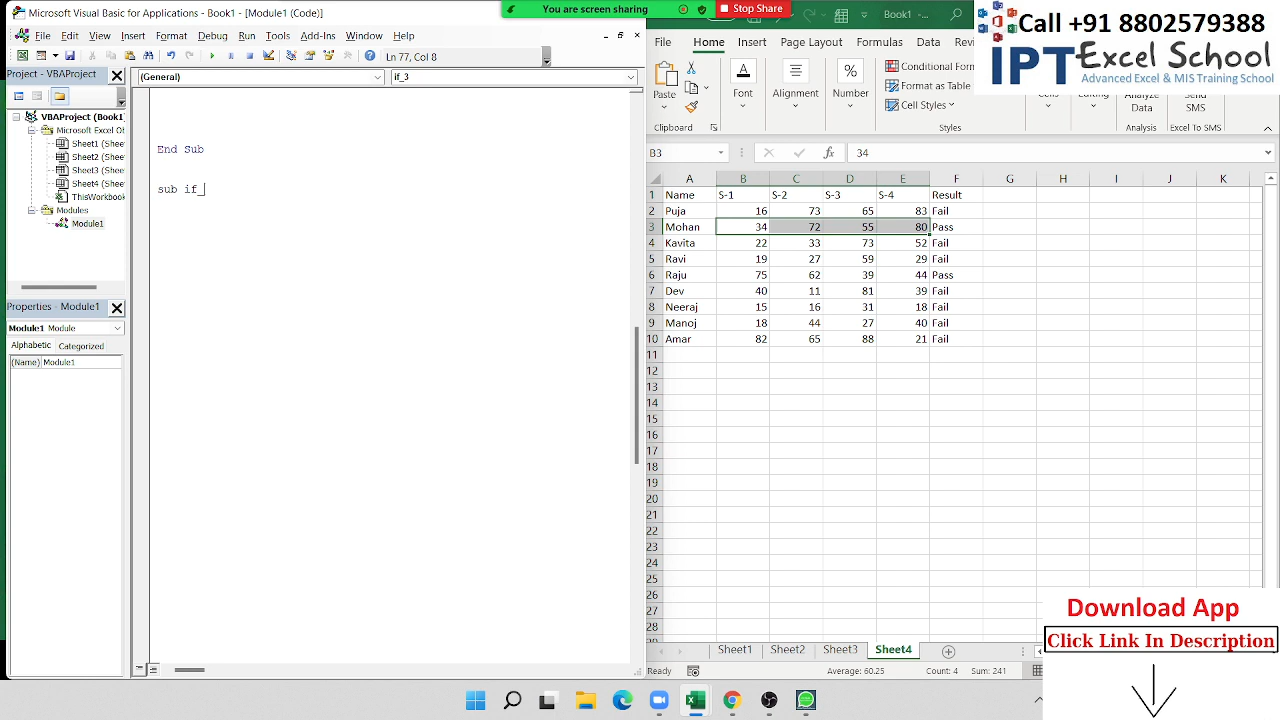 Microsoft Visual Basic for Applications - Book1 - [Module1 (Code)]
You are screen sharing
Stop Share
Book1 -...
Call +91 8802579388
IPT Excel School
Advanced Excel & MIS Training School
File Edit View Insert Format Debug Run Tools Add-Ins Window Help
Ln 77, Col 8
File Home Insert Page Layout Formulas Data
Project - VBAProject
(General)
if_3
VBAProject (Book1)
Microsoft Excel Ob
Sheet1 (Shee
Sheet2 (Shee
Sheet3 (Shee
Sheet4 (Shee
ThisWorkbook
Modules
Module1
End Sub
sub if_
Paste
Font
Alignment
Number
Conditional Form
Format as Table
Cell Styles
Cells
Editing
Analyze
Data
Send
SMS
Clipboard
Styles
Analysis
Excel To SMS
B3
34
A B C D E F G H I J K
1 Name S-1 S-2 S-3 S-4 Result
2 Puja 16 73 65 83 Fail
3 Mohan 34 72 55 80 Pass
4 Kavita 22 33 73 52 Fail
5 Ravi 19 27 59 29 Fail
6 Raju 75 62 39 44 Pass
7 Dev 40 11 81 39 Fail
8 Neeraj 15 16 31 18 Fail
9 Manoj 18 44 27 40 Fail
10 Amar 82 65 88 21 Fail
11
12
13
14
15
16
17
18
19
20
21
22
23
24
25
26
27
28
Properties - Module1
Module1 Module
Alphabetic Categorized
(Name) Module1
Sheet1 Sheet2 Sheet3 Sheet4
Ready
Average: 60.25 Count: 4 Sum: 241
Download App
Click Link In Description